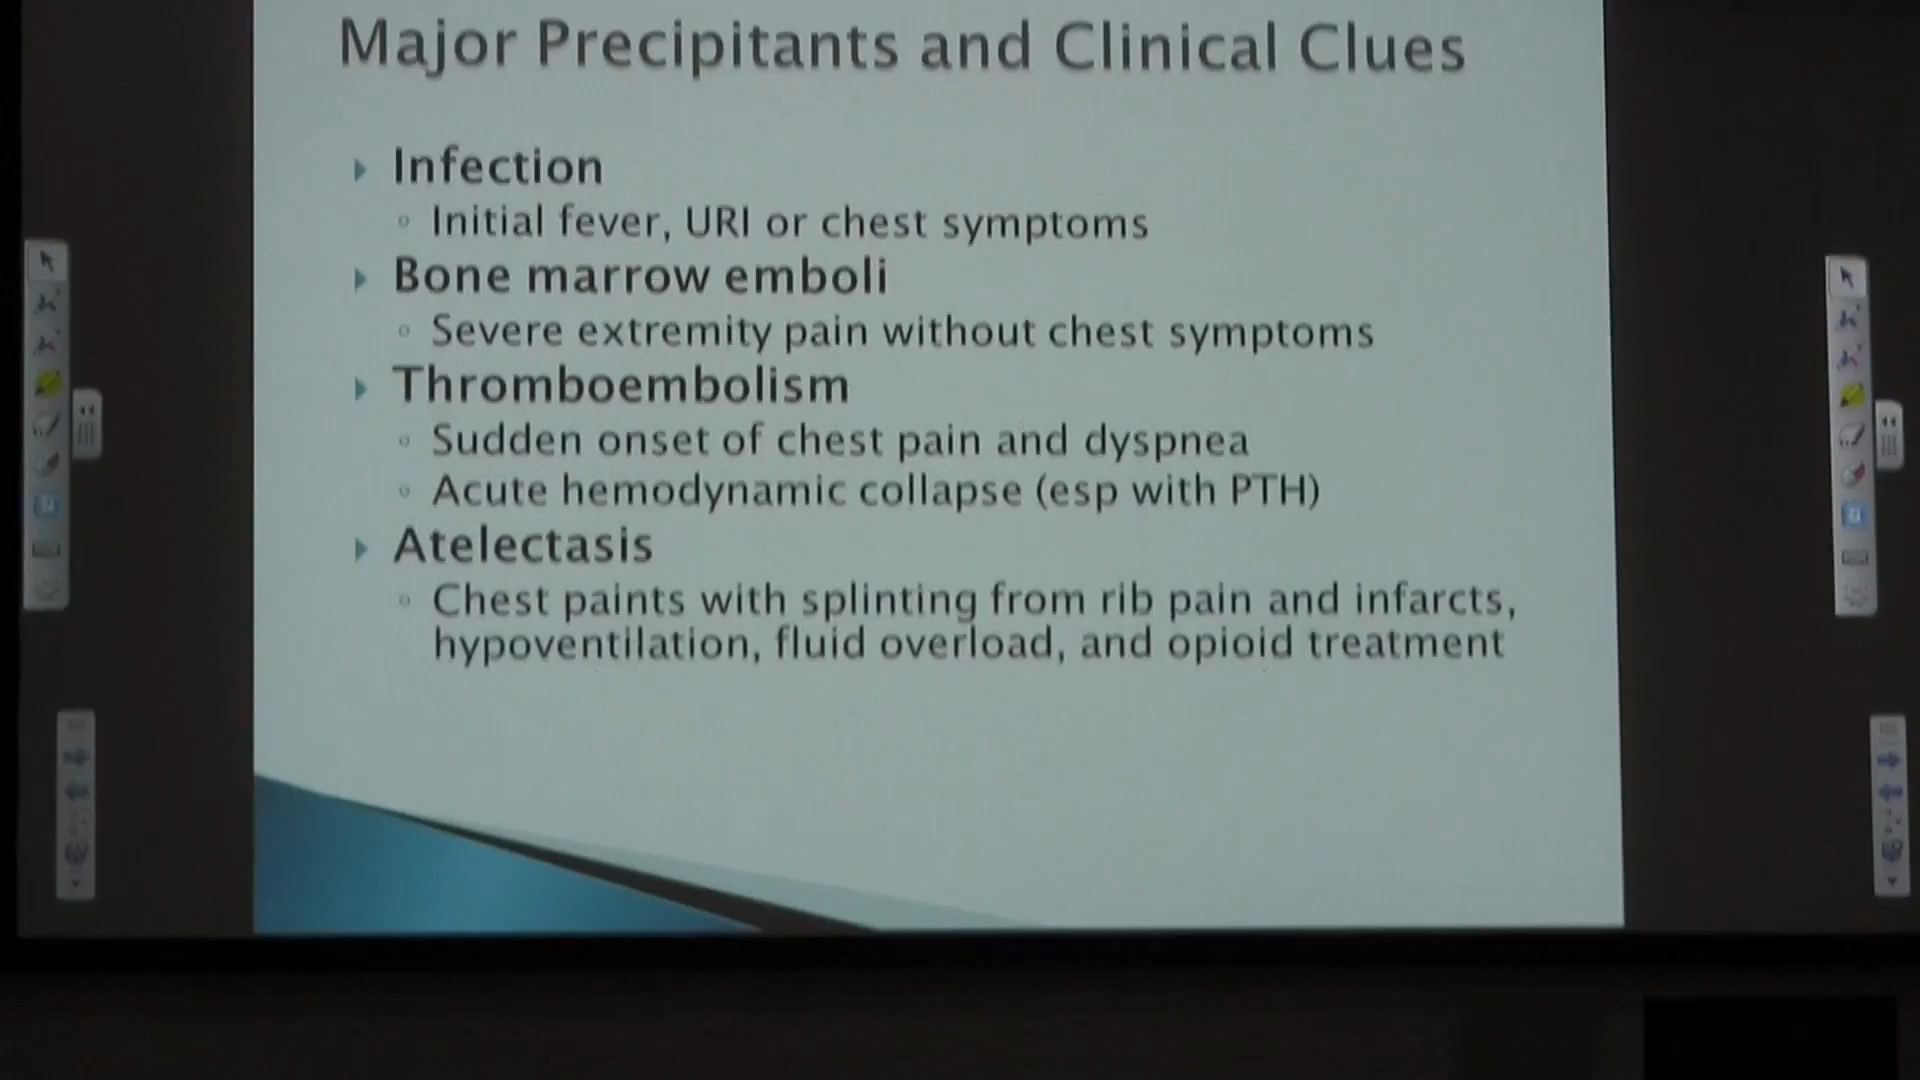 Major Precipitants and Clinical Clues
Infection
Initial fever, URI or chest symptoms
Bone marrow emboli
Severe extremity pain without chest symptoms
Thromboembolism
Sudden onset of chest pain and dyspnea
Acute hemodynamic collapse (esp with PTH)
Atelectasis
Chest paints with splinting from rib pain and infarcts,
hypoventilation, fluid overload, and opioid treatment